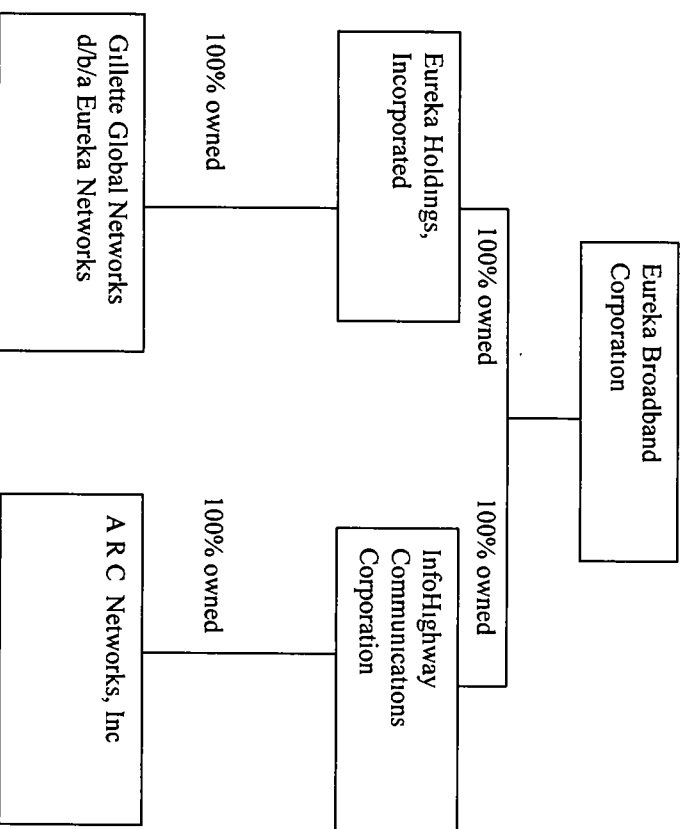 Eureka Broadband
Corporation
100% owned
100% owned
Eureka Holdings,
Incorporated
InfoHighway
Communications
Corporation
100% owned
100% owned
Gillette Global Networks
d/b/a Eureka Networks
A R C Networks, Inc